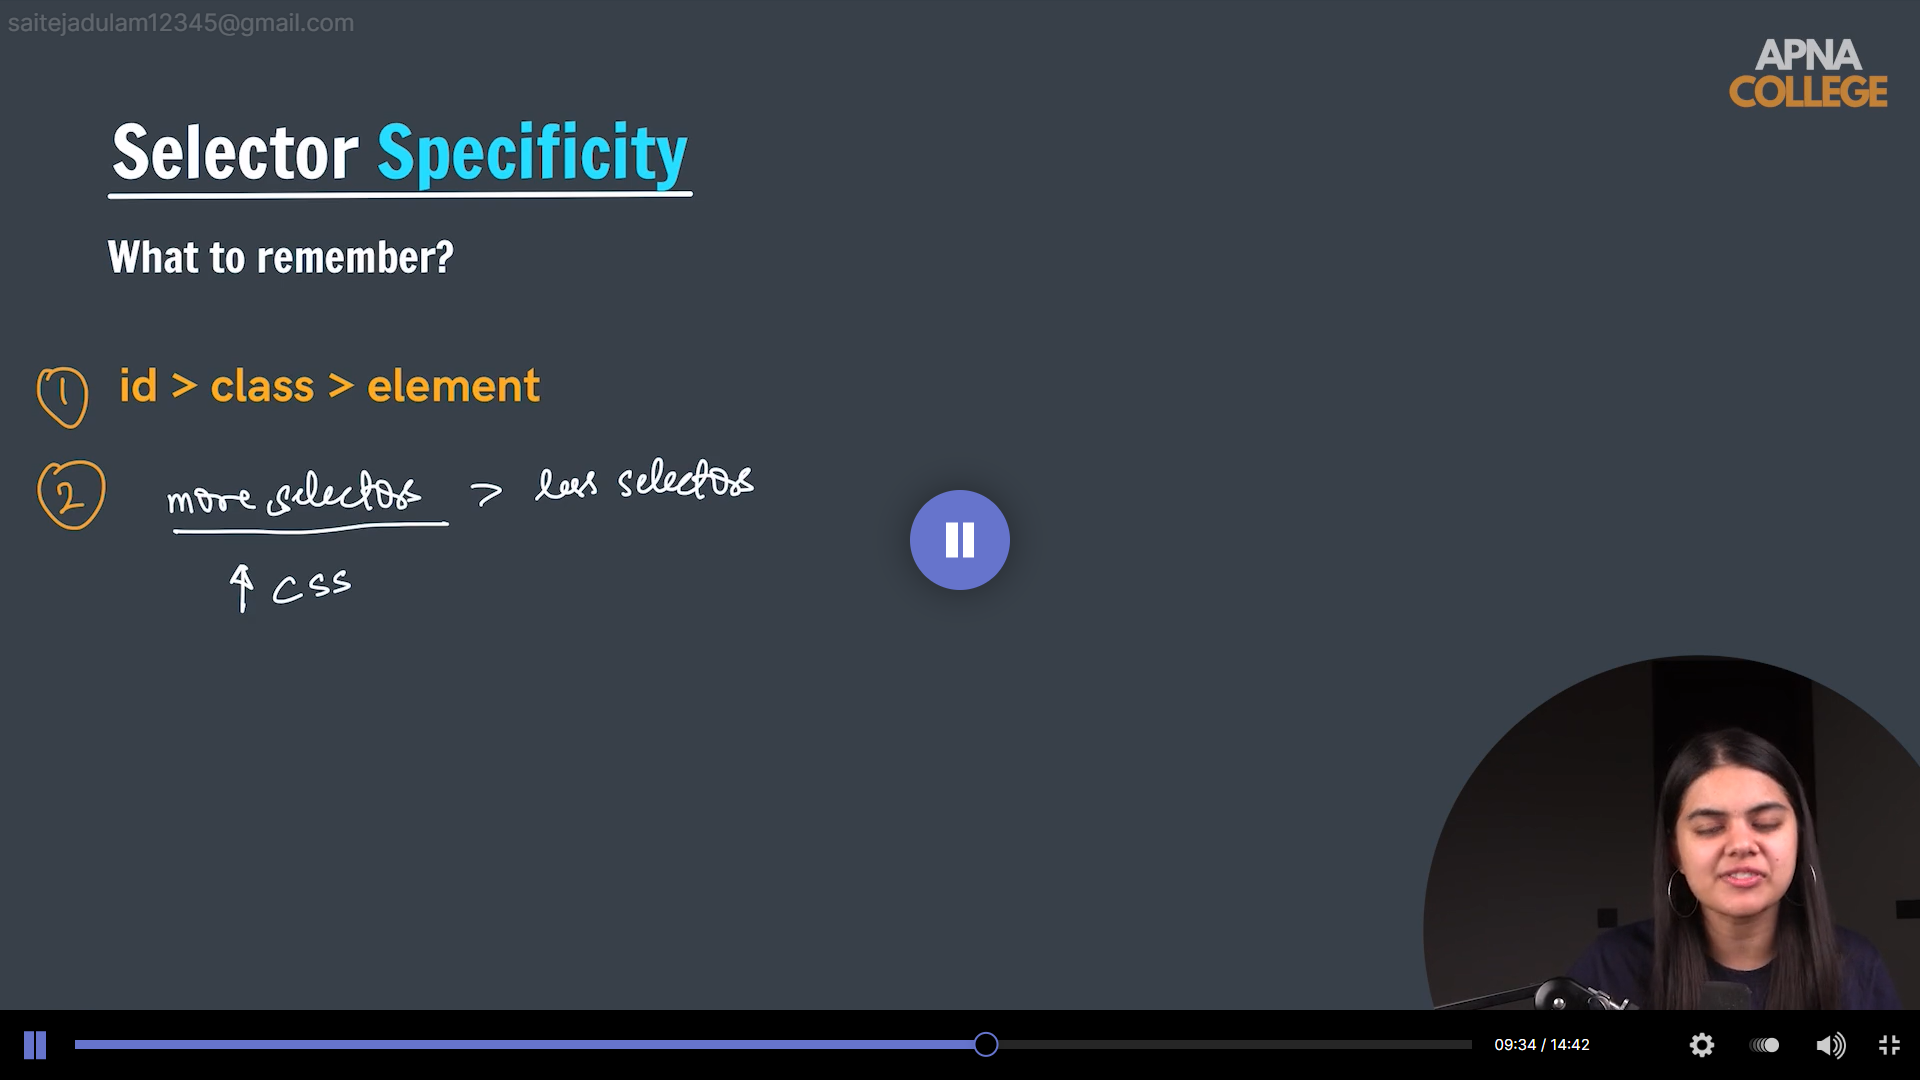 saitejadulam12345@gmail.com
APNA
COLLEGE
Selector Specificity
What to remember?
1 id > class > element
2 more selectors > less selectors
↑ CSS
09:34 / 14:42